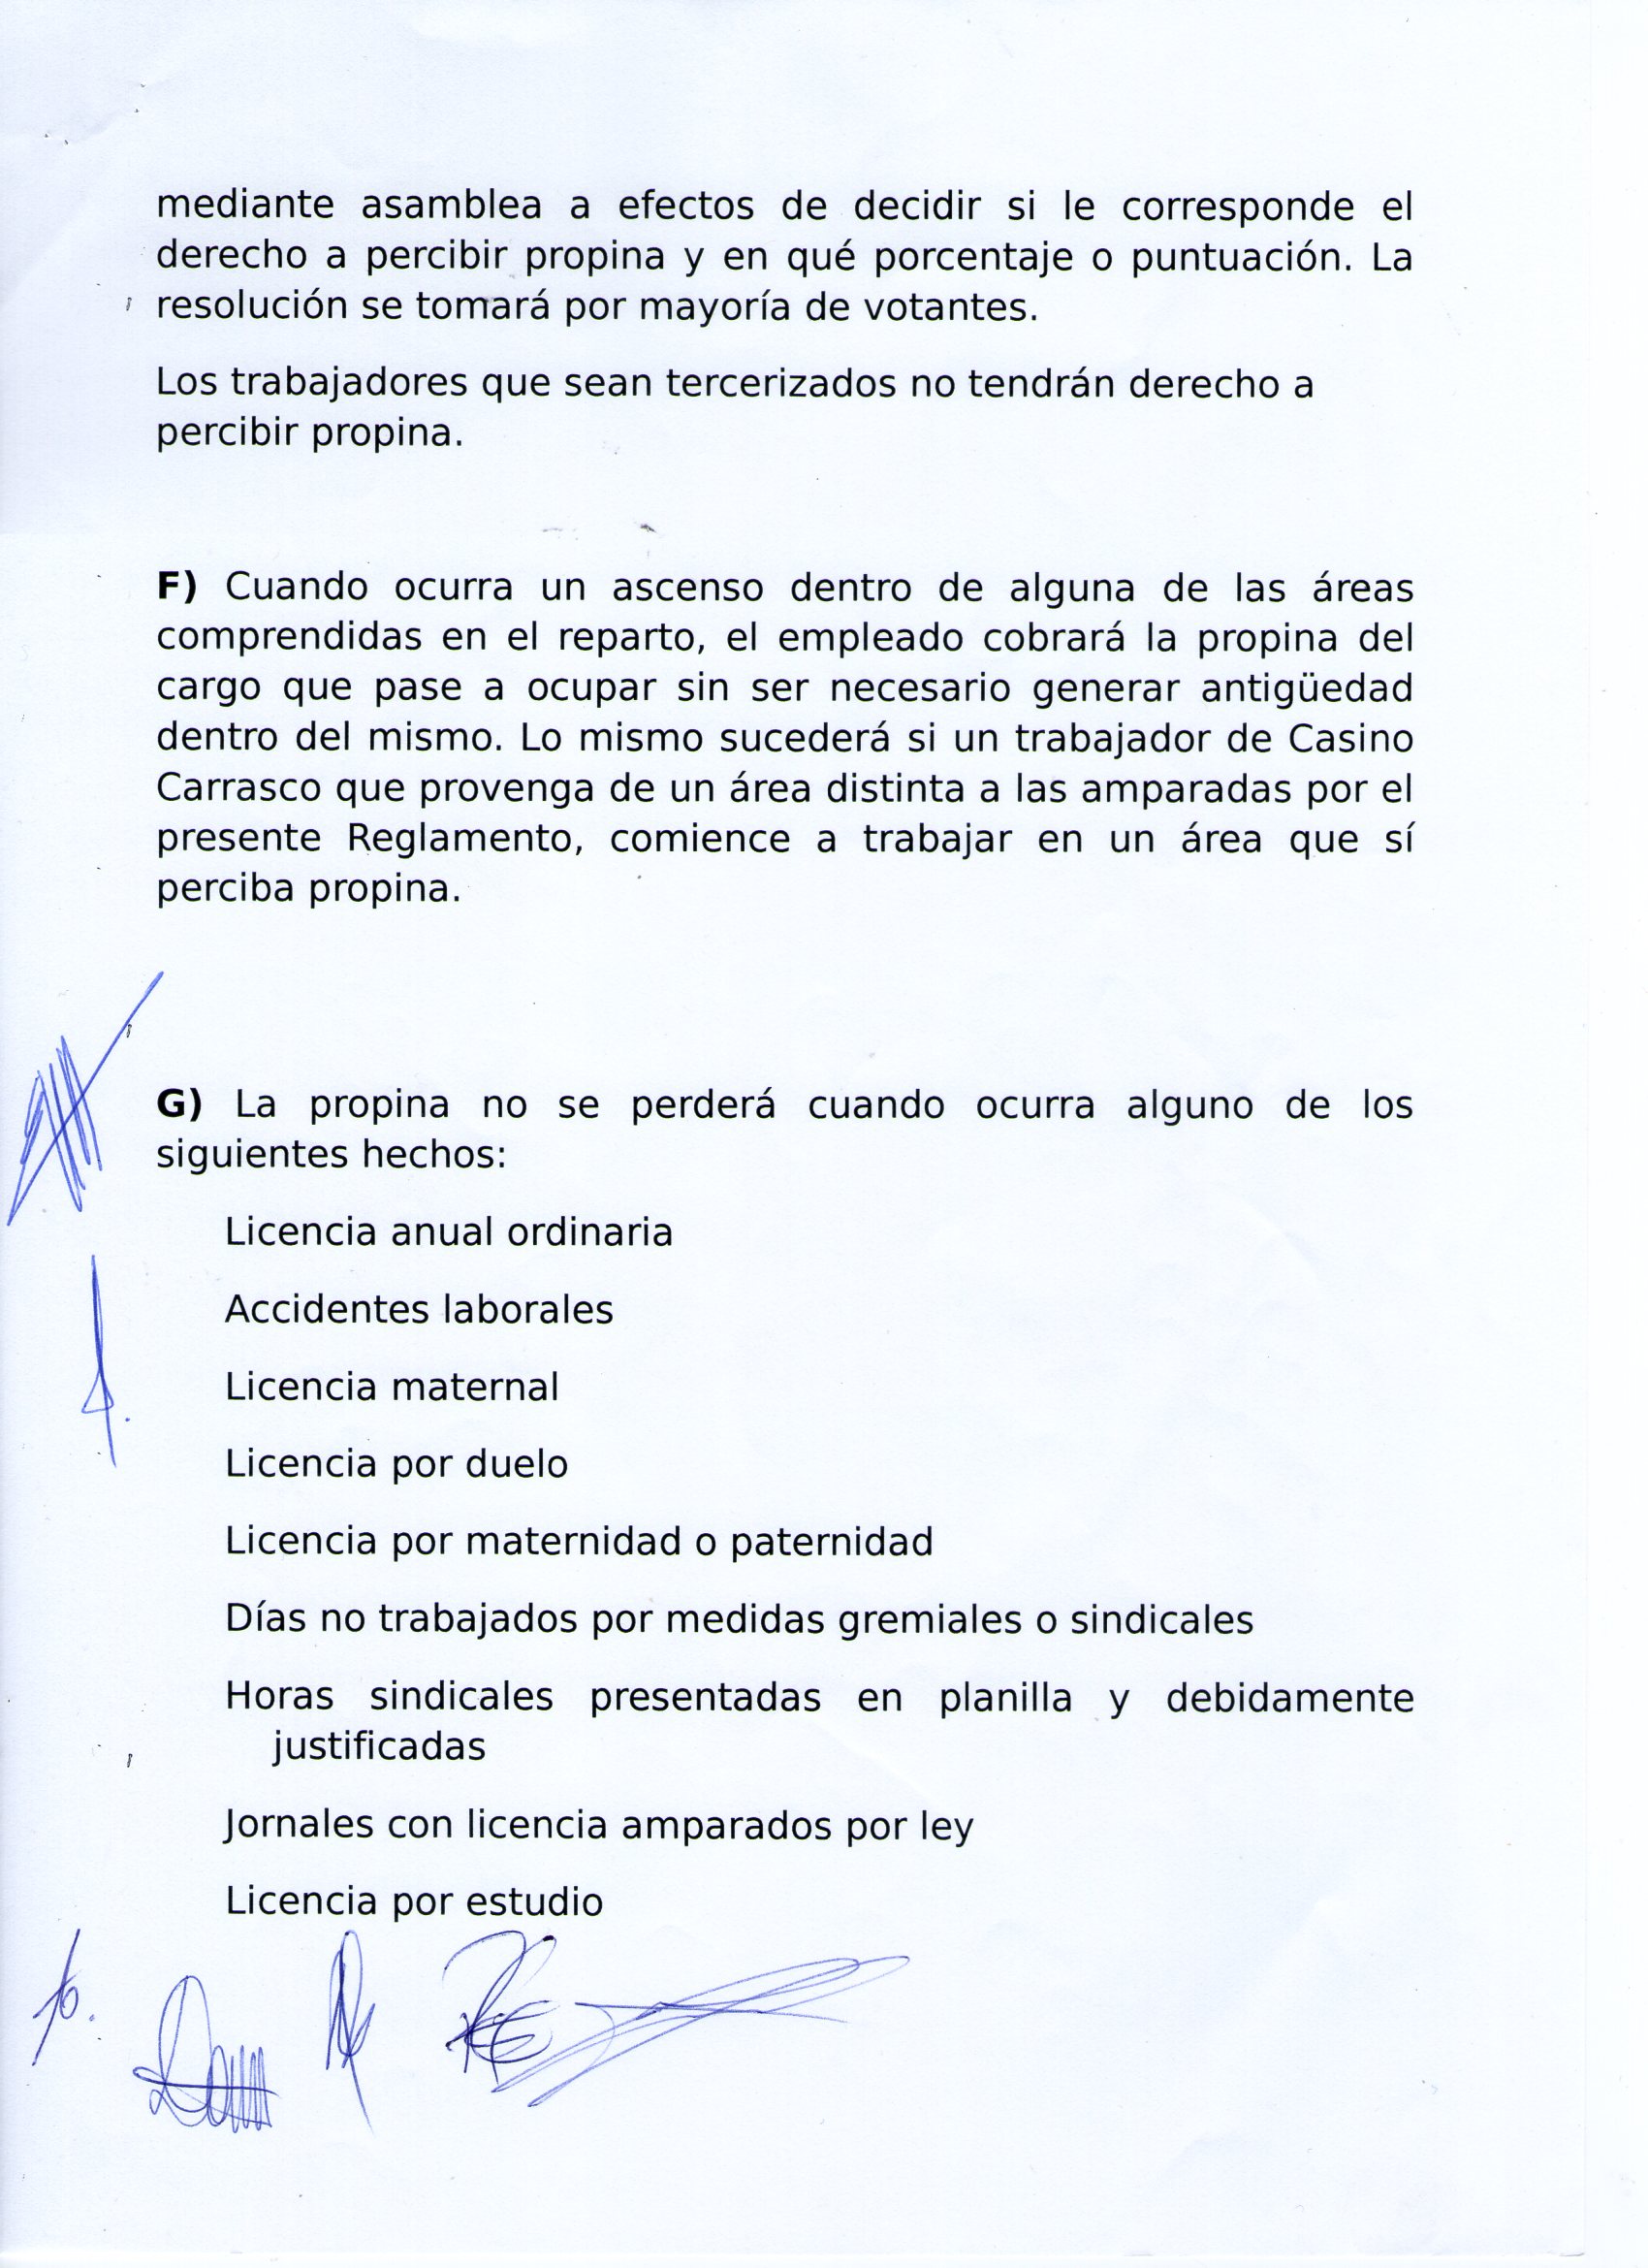 mediante asamblea a efectos de decidir si le corresponde el
derecho a percibir propina y en qué porcentaje o puntuación. La
resolución se tomará por mayoría de votantes.
Los trabajadores que sean tercerizados no tendrán derecho a
percibir propina.
F) Cuando ocurra un ascenso dentro de alguna de las áreas
comprendidas en el reparto, el empleado cobrará la propina del
cargo que pase a ocupar sin ser necesario generar antigüedad
dentro del mismo. Lo mismo sucederá si un trabajador de Casino
Carrasco que provenga de un área distinta a las amparadas por el
presente Reglamento, comience a trabajar en un área que sí
perciba propina.
G) La propina no se perderá cuando ocurra alguno de los
siguientes hechos:
Licencia anual ordinaria
Accidentes laborales
Licencia maternal
Licencia por duelo
Licencia por maternidad o paternidad
Días no trabajados por medidas gremiales o sindicales
Horas sindicales presentadas en planilla y debidamente
justificadas
Jornales con licencia amparados por ley
Licencia por estudio